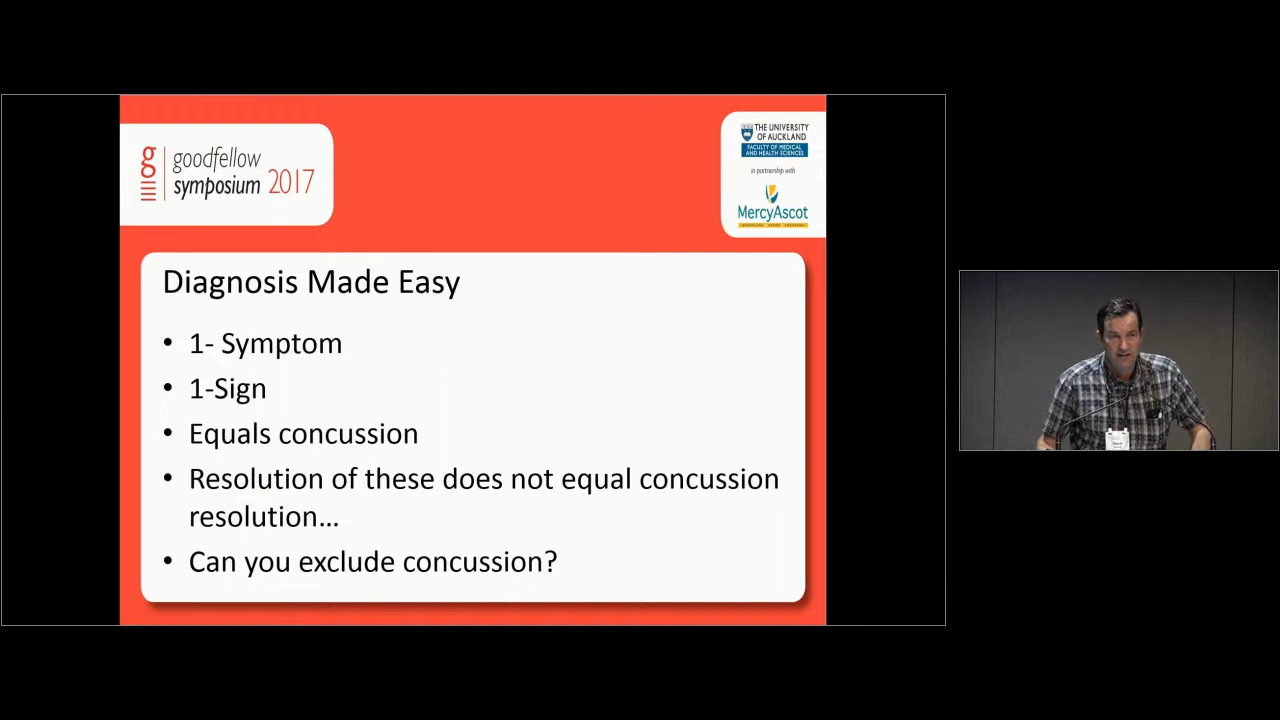 goodfellow
symposium 2017
THE UNIVERSITY
OF AUCKLAND
FACULTY OF MEDICAL
AND HEALTH SCIENCES
in partnership with
MercyAscot
Diagnosis Made Easy
• 1- Symptom
• 1-Sign
• Equals concussion
• Resolution of these does not equal concussion
resolution…
• Can you exclude concussion?